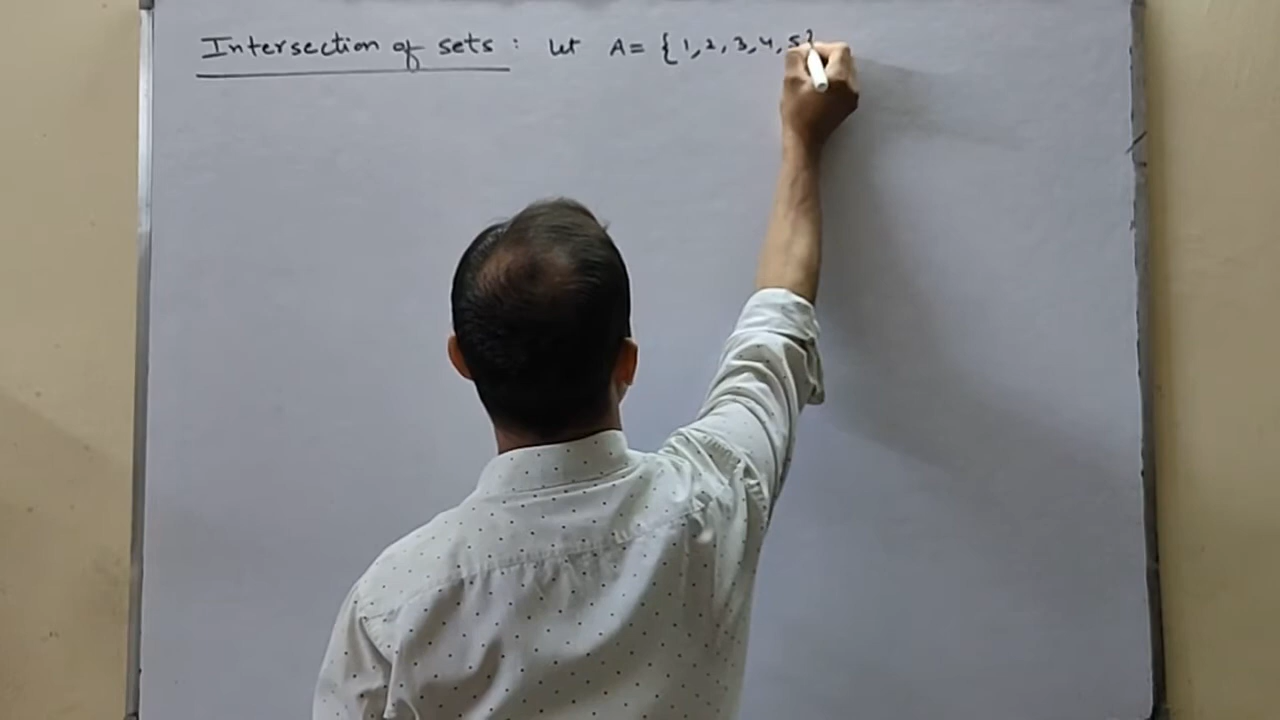 Intersection of sets : Let A= {1,2,3,4,5}